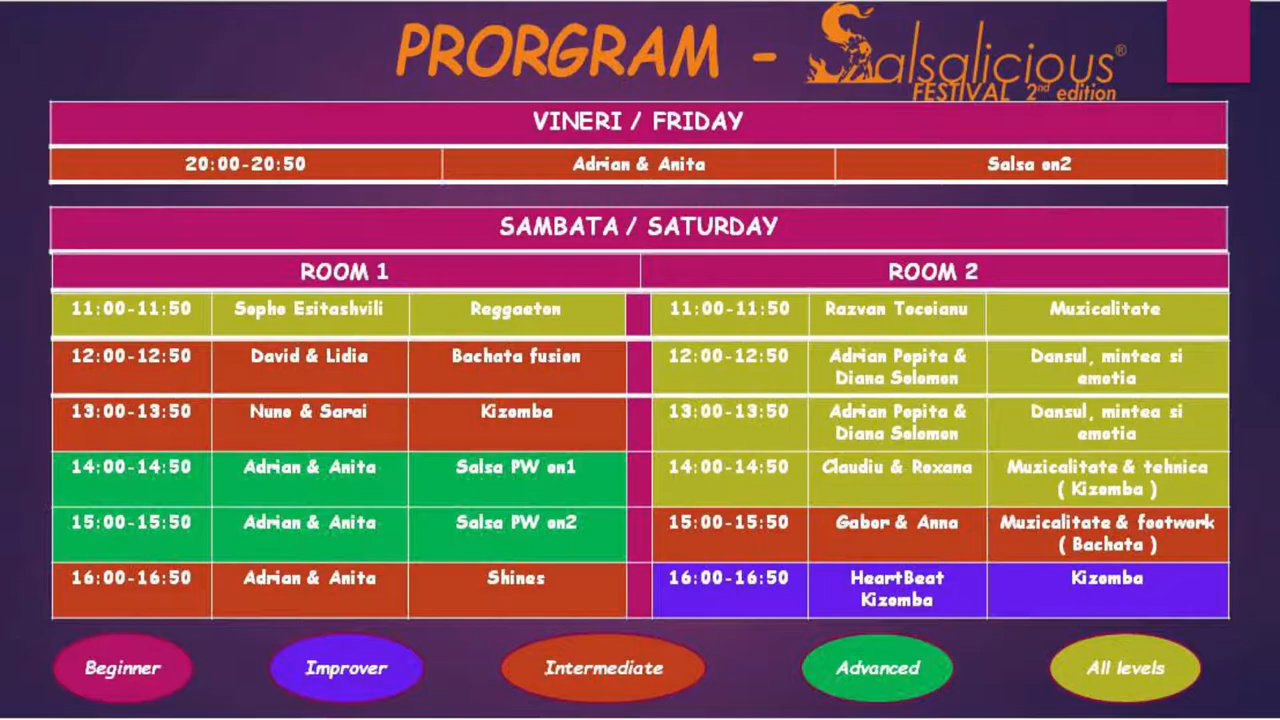 PRORGRAM - Salsalicious®
FESTIVAL 2nd edition
VINERI / FRIDAY
20:00-20:50 Adrian & Anita Salsa on2
SAMBATA / SATURDAY
ROOM 1 ROOM 2
11:00-11:50 Sopho Esitashvili Reggaeton 11:00-11:50 Razvan Tocoianu Muzicalitate
12:00-12:50 David & Lidia Bachata fusion 12:00-12:50 Adrian Popita & Dansul, mintea si
Diana Solomon emotia
13:00-13:50 Nuno & Sarai Kizomba 13:00-13:50 Adrian Popita & Dansul, mintea si
Diana Solomon emotia
14:00-14:50 Adrian & Anita Salsa PW on1 14:00-14:50 Claudiu & Roxana Muzicalitate & tehnica
( Kizomba )
15:00-15:50 Adrian & Anita Salsa PW on2 15:00-15:50 Gabor & Anna Muzicalitate & footwork
( Bachata )
16:00-16:50 Adrian & Anita Shines 16:00-16:50 HeartBeat Kizomba
Kizomba
Beginner Improver Intermediate Advanced All levels